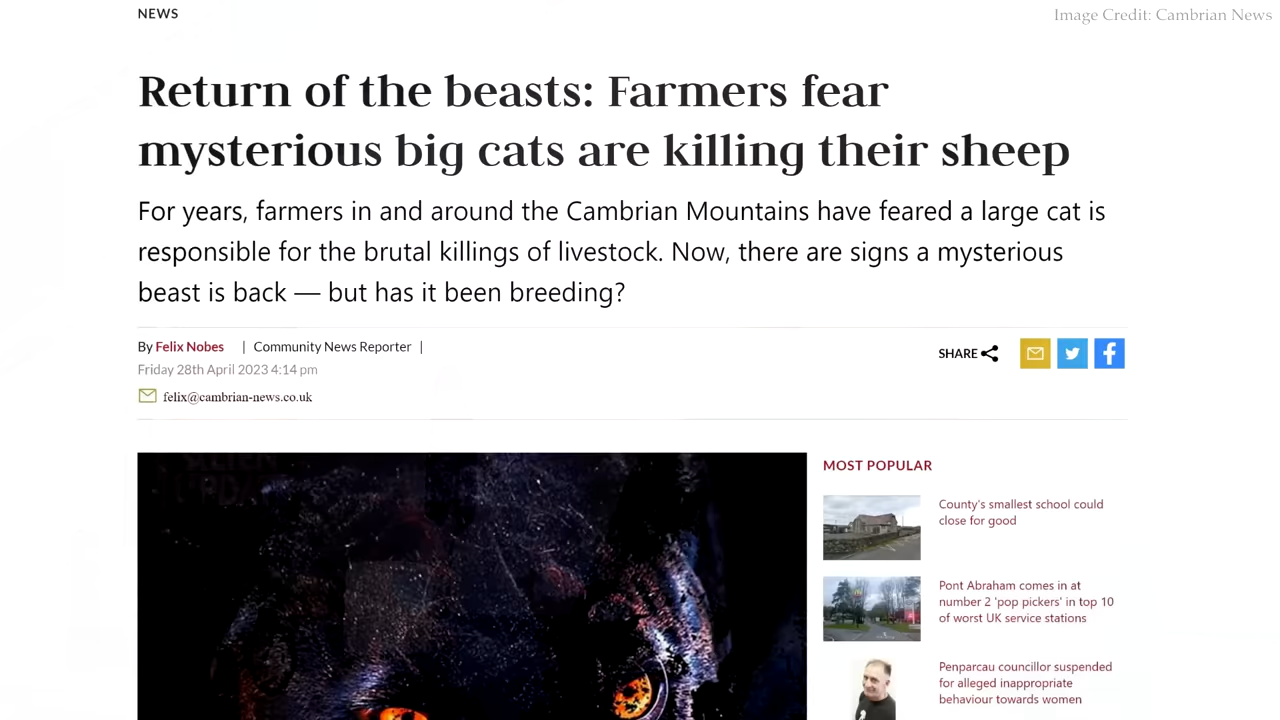 NEWS
Image Credit: Cambrian News
Return of the beasts: Farmers fear
mysterious big cats are killing their sheep
For years, farmers in and around the Cambrian Mountains have feared a large cat is
responsible for the brutal killings of livestock. Now, there are signs a mysterious
beast is back — but has it been breeding?
By Felix Nobes | Community News Reporter |
Friday 28th April 2023 4:14 pm
felix@cambrian-news.co.uk
SHARE
MOST POPULAR
County's smallest school could
close for good
Pont Abraham comes in at
number 2 'pop pickers' in top 10
of worst UK service stations
Penparcau councillor suspended
for alleged inappropriate
behaviour towards women